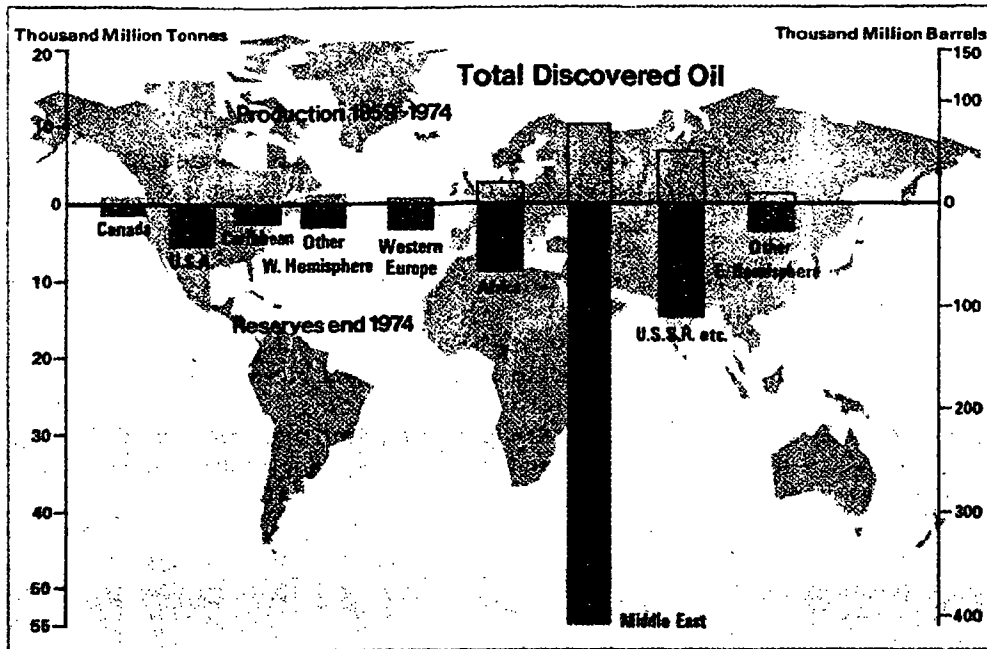 Thousand Million Tonnes
Thousand Million Barrels
Total Discovered Oil
Production 1859-1974
20
10
0
10
20
30
40
50
55
150
100
0
100
200
300
400
Canada
U.S.A.
Caribbean
Other
W. Hemisphere
Western
Europe
Africa
Middle East
U.S.S.R. etc.
Other
E. Hemisphere
Reserves end 1974